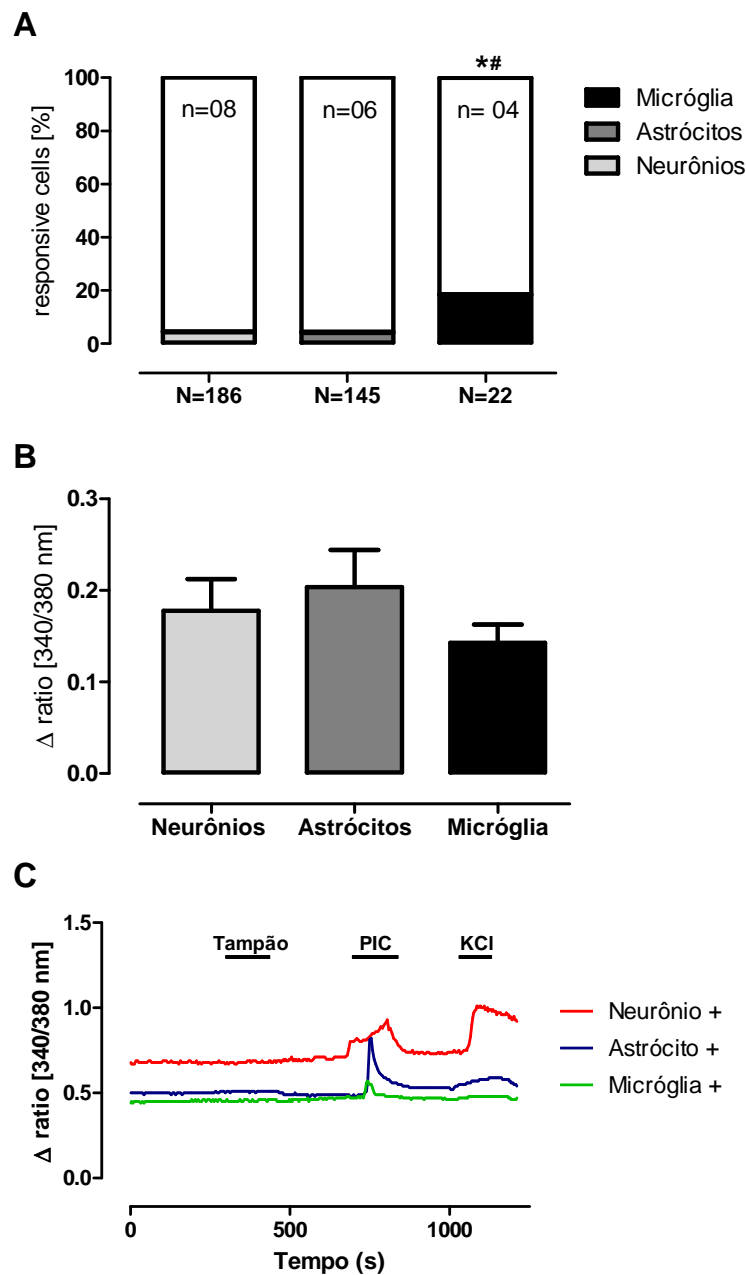 A
*#
100
80
60
40
20
0
responsive cells [%]
n=08
n=06
n= 04
N=186
N=145
N=22
Micróglia
Astrócitos
Neurônios
B
0.3
0.2
0.1
0.0
Δ ratio [340/380 nm]
Neurônios
Astrócitos
Micróglia
C
1.5
1.0
0.5
0.0
Δ ratio [340/380 nm]
Tampão
PIC
KCl
Neurônio +
Astrócito +
Micróglia +
0
500
1000
Tempo (s)